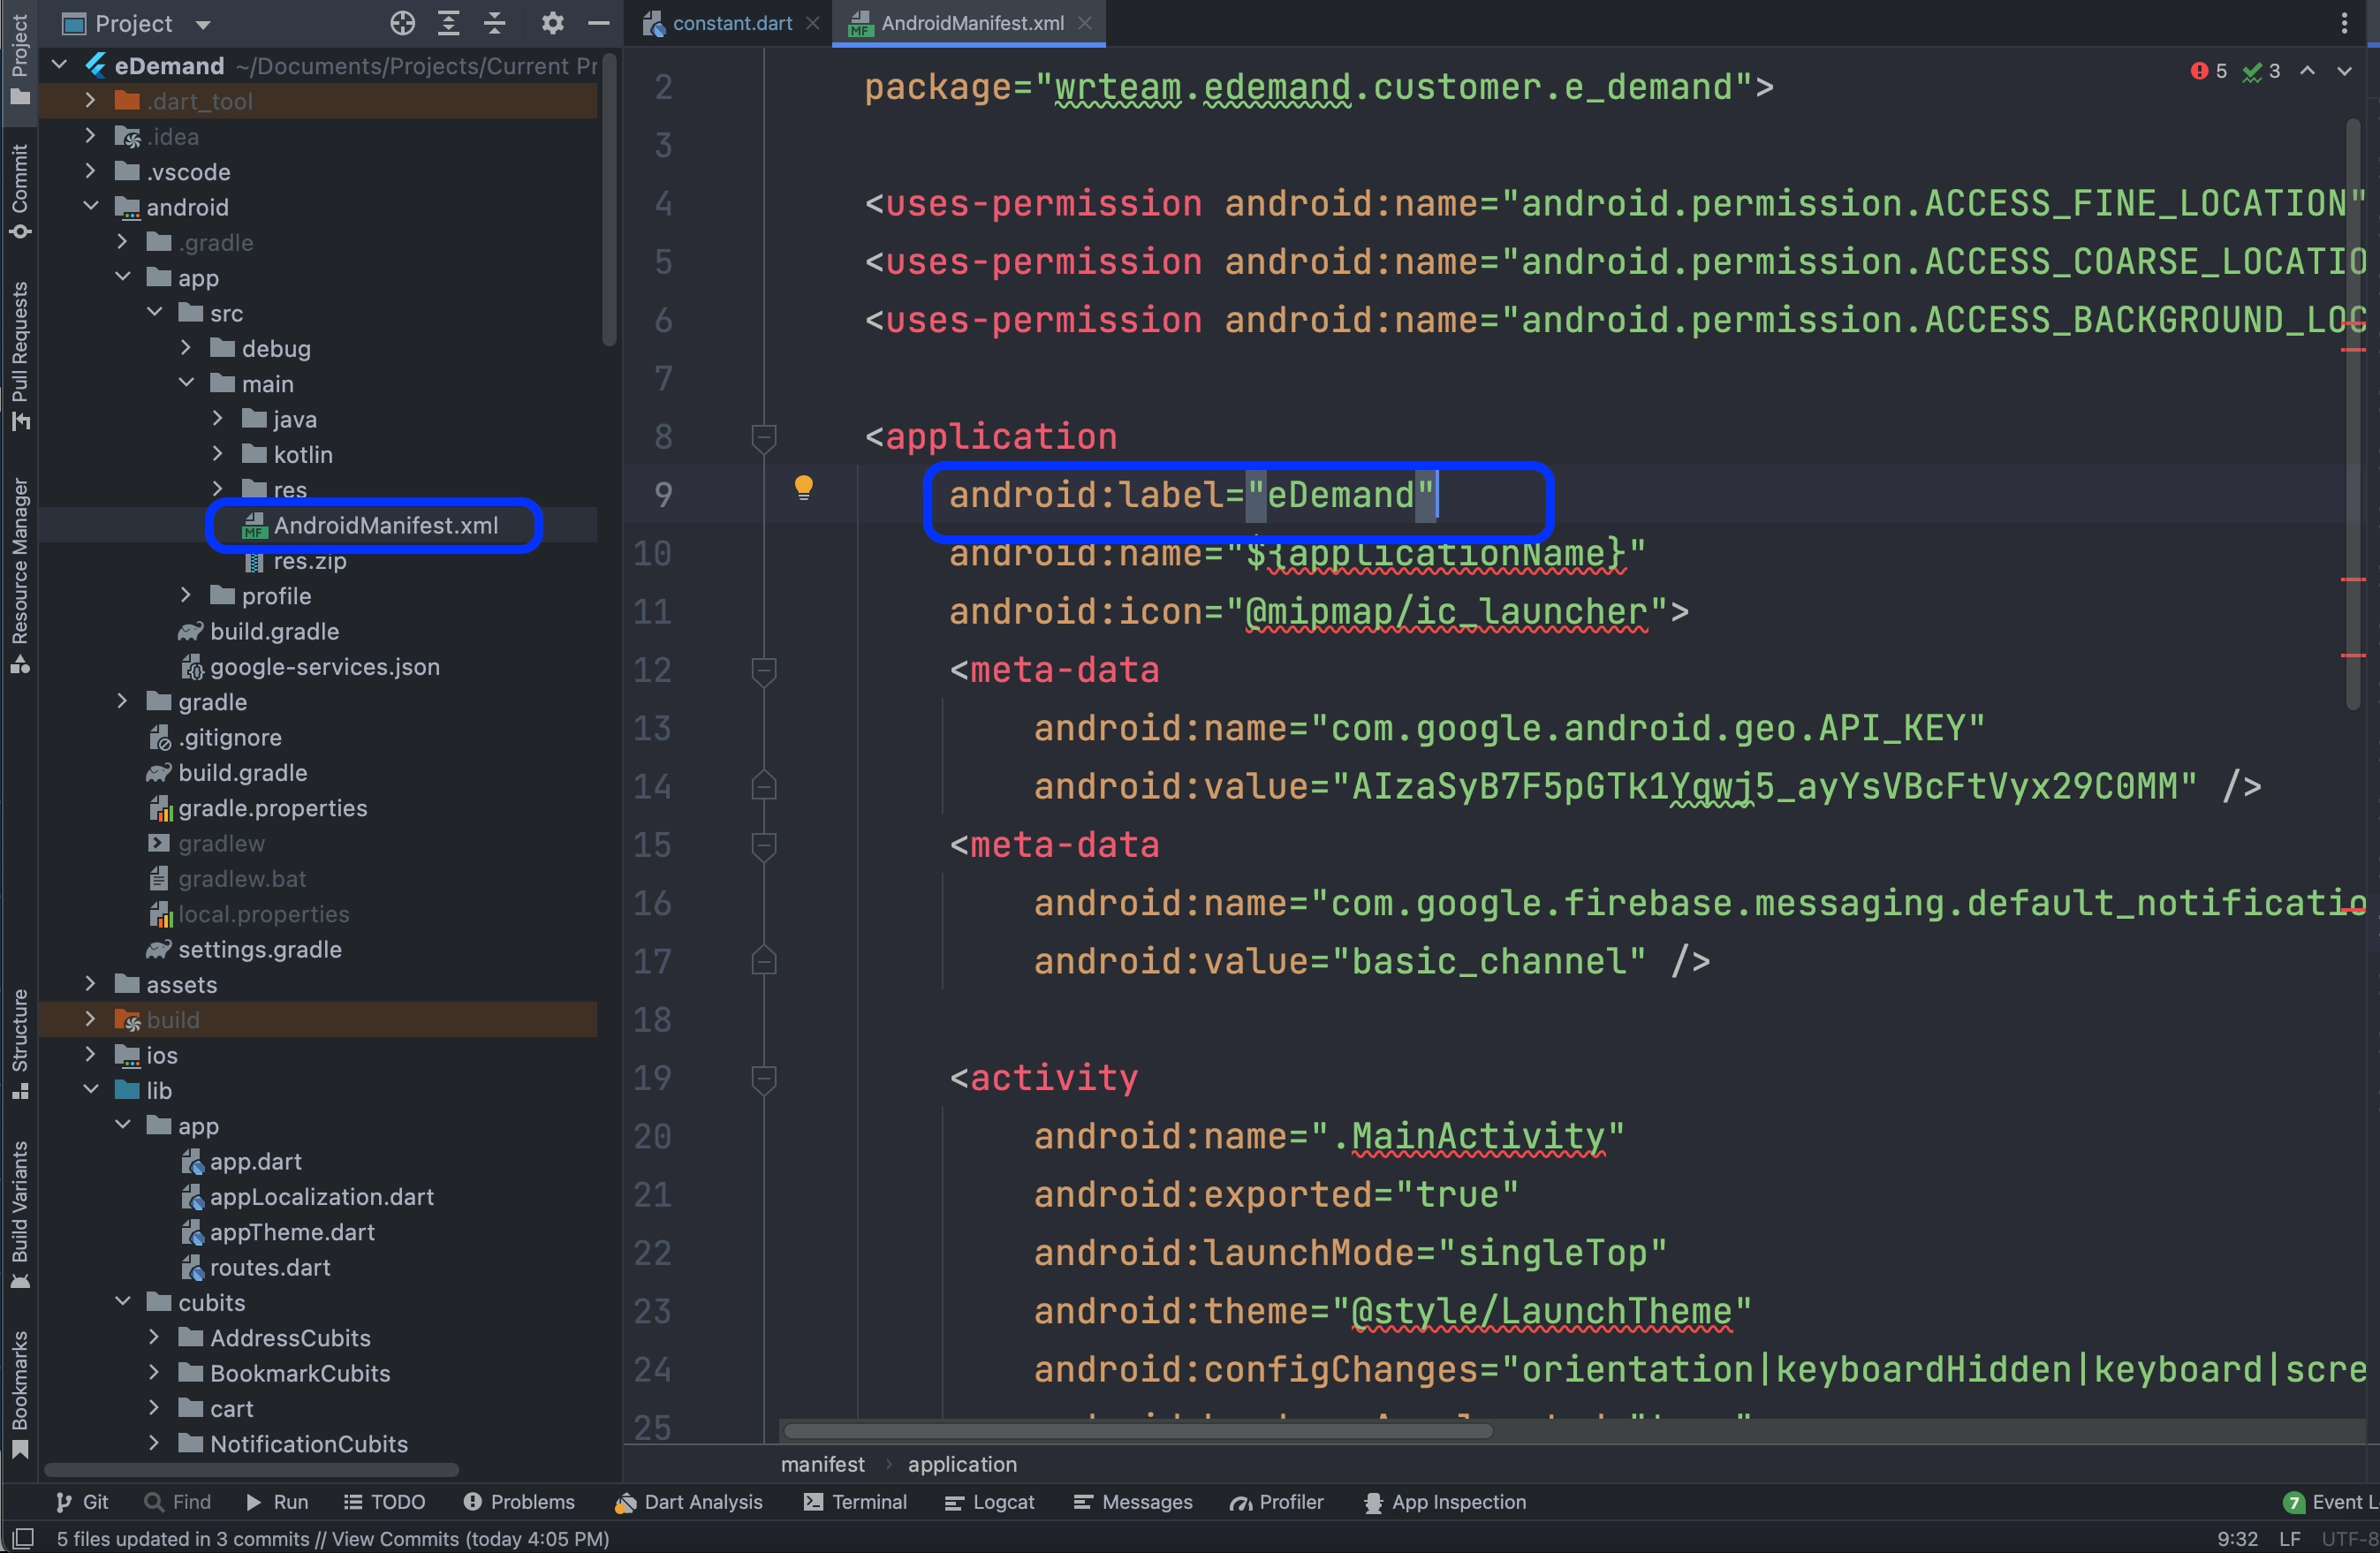 Project
constant.dart
AndroidManifest.xml
Project
Commit
Pull Requests
Resource Manager
Structure
Build Variants
Bookmarks
eDemand ~/Documents/Projects/Current Pr
.dart_tool
.idea
.vscode
android
.gradle
app
src
debug
main
java
kotlin
res
MF AndroidManifest.xml
res.zip
profile
build.gradle
google-services.json
gradle
.gitignore
build.gradle
gradle.properties
gradlew
gradlew.bat
local.properties
settings.gradle
assets
build
ios
lib
app
app.dart
appLocalization.dart
appTheme.dart
routes.dart
cubits
AddressCubits
BookmarkCubits
cart
NotificationCubits
5 3
2 package="wrteam.edemand.customer.e_demand">
3
4 <uses-permission android:name="android.permission.ACCESS_FINE_LOCATION"
5 <uses-permission android:name="android.permission.ACCESS_COARSE_LOCATIO
6 <uses-permission android:name="android.permission.ACCESS_BACKGROUND_LOC
7
8 <application
9 android:label="eDemand"
10 android:name="${applicationName}"
11 android:icon="@mipmap/ic_launcher">
12 <meta-data
13 android:name="com.google.android.geo.API_KEY"
14 android:value="AIzaSyB7F5pGTk1Yqwj5_ayYsVBcFtVyx29C0MM" />
15 <meta-data
16 android:name="com.google.firebase.messaging.default_notificatio
17 android:value="basic_channel" />
18
19 <activity
20 android:name=".MainActivity"
21 android:exported="true"
22 android:launchMode="singleTop"
23 android:theme="@style/LaunchTheme"
24 android:configChanges="orientation|keyboardHidden|keyboard|scre
25
manifest > application
Git Find Run TODO Problems Dart Analysis Terminal Logcat Messages Profiler App Inspection 7 Event L
5 files updated in 3 commits // View Commits (today 4:05 PM) 9:32 LF UTF-8